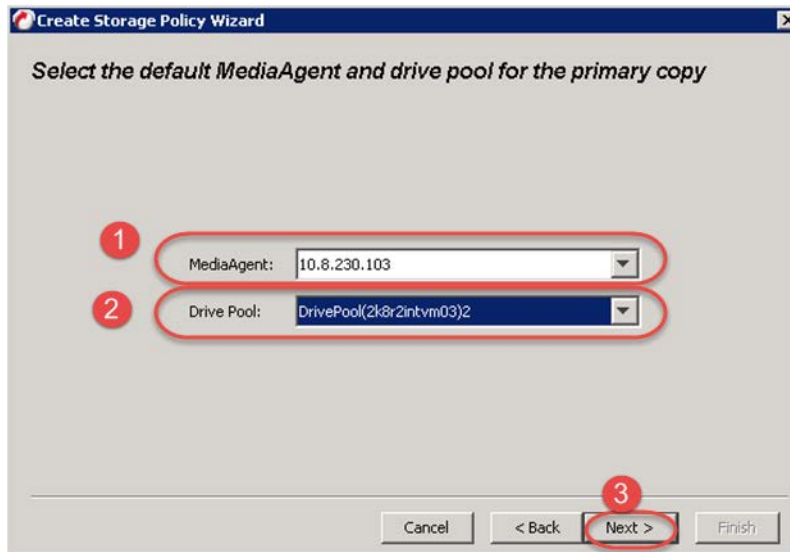 Create Storage Policy Wizard
Select the default MediaAgent and drive pool for the primary copy
1
MediaAgent: 10.8.230.103
2
Drive Pool: DrivePool(2k8r2intvm03)2
3
Cancel < Back Next > Finish